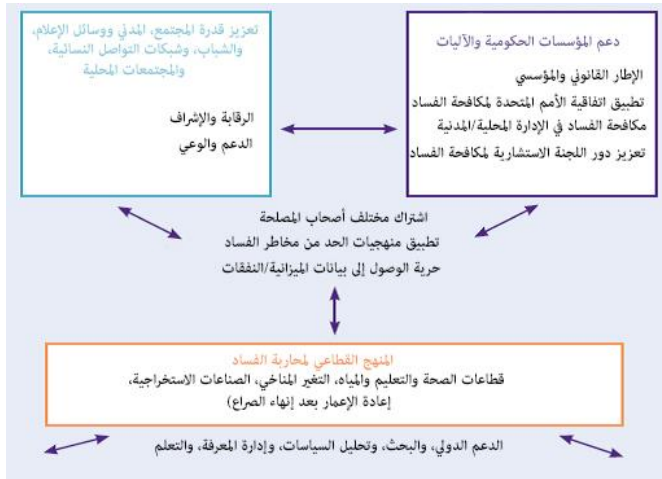 دعم المؤسسات الحكومية والآليات
الإطار القانوني والمؤسسي
تطبيق اتفاقية الأمم المتحدة لمكافحة الفساد
مكافحة الفساد في الإدارة المحلية/المدنية
تعزيز دور اللجنة الاستشارية لمكافحة الفساد
تعزيز قدرة المجتمع، المدني ووسائل الإعلام،
والشباب، وشبكات التواصل النسائية،
والمجتمعات المحلية
الرقابة والإشراف
الدعم والوعي
اشتراك مختلف أصحاب المصلحة
تطبيق منهجيات الحد من مخاطر الفساد
حرية الوصول إلى بيانات الميزانية/النفقات
المنهج القطاعي لمحاربة الفساد
قطاعات الصحة والتعليم والمياه، التغير المناخي، الصناعات الاستخراجية،
إعادة الإعمار بعد إنهاء الصراع)
الدعم الدولي، والبحث، وتحليل السياسات، وإدارة المعرفة، والتعلم